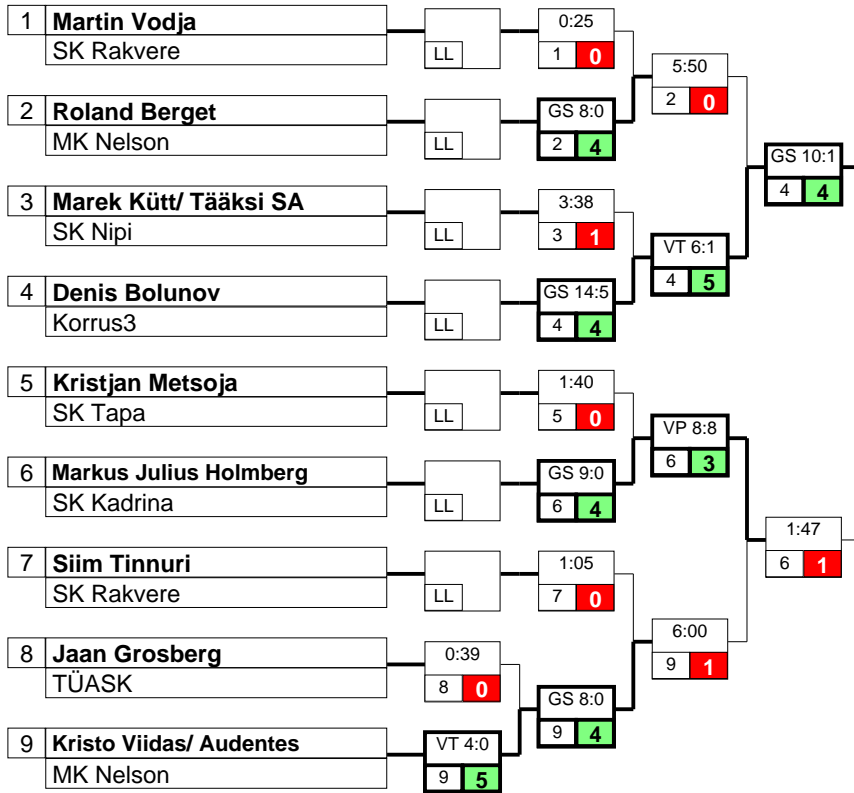 1 Martin Vodja 0:25
SK Rakvere LL 1 0 5:50
2 0
2 Roland Berget GS 8:0
MK Nelson LL 2 4
GS 10:1
4 4
3 Marek Kütt/ Tääksi SA 3:38
SK Nipi LL 3 1 VT 6:1
4 5
4 Denis Bolunov GS 14:5
Korrus3 LL 4 4
5 Kristjan Metsoja 1:40
SK Tapa LL 5 0 VP 8:8
6 3
6 Markus Julius Holmberg GS 9:0
SK Kadrina LL 6 4
1:47
6 1
7 Siim Tinnuri 1:05
SK Rakvere LL 7 0
6:00
9 1
8 Jaan Grosberg 0:39
TÜASK 8 0 GS 8:0
9 4
9 Kristo Viidas/ Audentes VT 4:0
MK Nelson 9 5